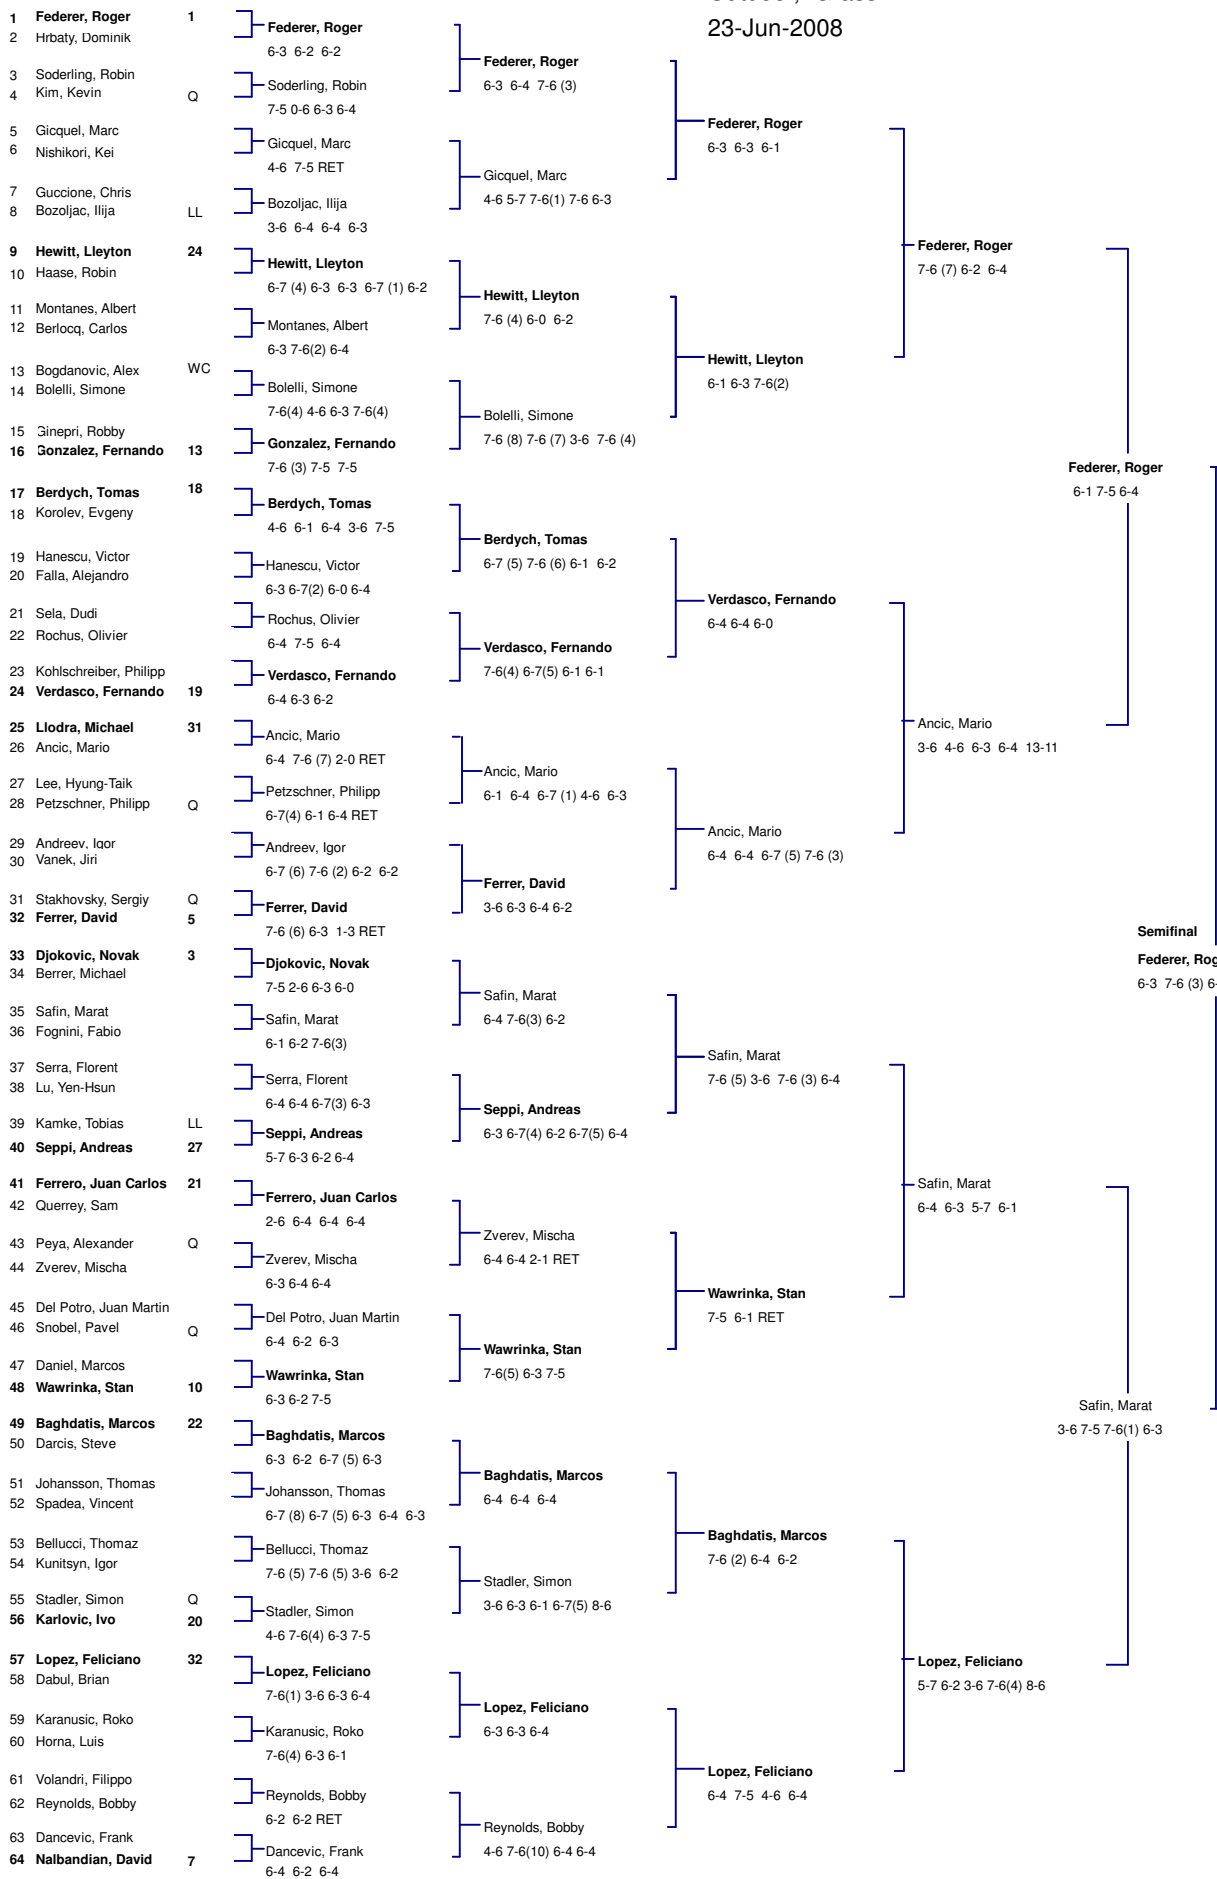 23-Jun-2008
1 Federer, Roger 1
2 Hrbaty, Dominik
3 Soderling, Robin
4 Kim, Kevin Q
5 Gicquel, Marc
6 Nishikori, Kei
7 Guccione, Chris
8 Bozoljac, Ilija LL
9 Hewitt, Lleyton 24
10 Haase, Robin
11 Montanes, Albert
12 Berlocq, Carlos
13 Bogdanovic, Alex WC
14 Bolelli, Simone
15 Ginepri, Robby
16 Gonzalez, Fernando 13
17 Berdych, Tomas 18
18 Korolev, Evgeny
19 Hanescu, Victor
20 Falla, Alejandro
21 Sela, Dudi
22 Rochus, Olivier
23 Kohlschreiber, Philipp
24 Verdasco, Fernando 19
25 Llodra, Michael 31
26 Ancic, Mario
27 Lee, Hyung-Taik
28 Petzschner, Philipp Q
29 Andreev, Igor
30 Vanek, Jiri
31 Stakhovsky, Sergiy Q
32 Ferrer, David 5
33 Djokovic, Novak 3
34 Berrer, Michael
35 Safin, Marat
36 Fognini, Fabio
37 Serra, Florent
38 Lu, Yen-Hsun
39 Kamke, Tobias LL
40 Seppi, Andreas 27
41 Ferrero, Juan Carlos 21
42 Querrey, Sam
43 Peya, Alexander Q
44 Zverev, Mischa
45 Del Potro, Juan Martin
46 Snobel, Pavel Q
47 Daniel, Marcos
48 Wawrinka, Stan 10
49 Baghdatis, Marcos 22
50 Darcis, Steve
51 Johansson, Thomas
52 Spadea, Vincent
53 Bellucci, Thomaz
54 Kunitsyn, Igor
55 Stadler, Simon Q
56 Karlovic, Ivo 20
57 Lopez, Feliciano 32
58 Dabul, Brian
59 Karanusic, Roko
60 Horna, Luis
61 Volandri, Filippo
62 Reynolds, Bobby
63 Dancevic, Frank
64 Nalbandian, David 7
Federer, Roger
6-3 6-2 6-2
Soderling, Robin
7-5 0-6 6-3 6-4
Gicquel, Marc
4-6 7-5 RET
Bozoljac, Ilija
3-6 6-4 6-4 6-3
Hewitt, Lleyton
6-7 (4) 6-3 6-3 6-7 (1) 6-2
Montanes, Albert
6-3 7-6(2) 6-4
Bolelli, Simone
7-6(4) 4-6 6-3 7-6(4)
Gonzalez, Fernando
7-6 (3) 7-5 7-5
Berdych, Tomas
4-6 6-1 6-4 3-6 7-5
Hanescu, Victor
6-3 6-7(2) 6-0 6-4
Rochus, Olivier
6-4 7-5 6-4
Verdasco, Fernando
6-4 6-3 6-2
Ancic, Mario
6-4 7-6 (7) 2-0 RET
Petzschner, Philipp
6-7(4) 6-1 6-4 RET
Andreev, Igor
6-7 (6) 7-6 (2) 6-2 6-2
Ferrer, David
7-6 (6) 6-3 1-3 RET
Djokovic, Novak
7-5 2-6 6-3 6-0
Safin, Marat
6-1 6-2 7-6(3)
Serra, Florent
6-4 6-4 6-7(3) 6-3
Seppi, Andreas
5-7 6-3 6-2 6-4
Ferrero, Juan Carlos
2-6 6-4 6-4 6-4
Zverev, Mischa
6-3 6-4 6-4
Del Potro, Juan Martin
6-4 6-2 6-3
Wawrinka, Stan
6-3 6-2 7-5
Baghdatis, Marcos
6-3 6-2 6-7 (5) 6-3
Johansson, Thomas
6-7 (8) 6-7 (5) 6-3 6-4 6-3
Bellucci, Thomaz
7-6 (5) 7-6 (5) 3-6 6-2
Stadler, Simon
4-6 7-6(4) 6-3 7-5
Lopez, Feliciano
7-6(1) 3-6 6-3 6-4
Karanusic, Roko
7-6(4) 6-3 6-1
Reynolds, Bobby
6-2 6-2 RET
Dancevic, Frank
6-4 6-2 6-4
Federer, Roger
6-3 6-4 7-6 (3)
Gicquel, Marc
4-6 5-7 7-6(1) 7-6 6-3
Hewitt, Lleyton
7-6 (4) 6-0 6-2
Bolelli, Simone
7-6 (8) 7-6 (7) 3-6 7-6 (4)
Berdych, Tomas
6-7 (5) 7-6 (6) 6-1 6-2
Verdasco, Fernando
7-6(4) 6-7(5) 6-1 6-1
Ancic, Mario
6-1 6-4 6-7 (1) 4-6 6-3
Ferrer, David
3-6 6-3 6-4 6-2
Safin, Marat
6-4 7-6(3) 6-2
Seppi, Andreas
6-3 6-7(4) 6-2 6-7(5) 6-4
Zverev, Mischa
6-4 6-4 2-1 RET
Wawrinka, Stan
7-6(5) 6-3 7-5
Baghdatis, Marcos
6-4 6-4 6-4
Stadler, Simon
3-6 6-3 6-1 6-7(5) 8-6
Lopez, Feliciano
6-3 6-3 6-4
Reynolds, Bobby
4-6 7-6(10) 6-4 6-4
Federer, Roger
6-3 6-3 6-1
Hewitt, Lleyton
6-1 6-3 7-6(2)
Verdasco, Fernando
6-4 6-4 6-0
Ancic, Mario
6-4 6-4 6-7 (5) 7-6 (3)
Safin, Marat
7-6 (5) 3-6 7-6 (3) 6-4
Wawrinka, Stan
7-5 6-1 RET
Baghdatis, Marcos
7-6 (2) 6-4 6-2
Lopez, Feliciano
6-4 7-5 4-6 6-4
Federer, Roger
7-6 (7) 6-2 6-4
Ancic, Mario
3-6 4-6 6-3 6-4 13-11
Safin, Marat
6-4 6-3 5-7 6-1
Lopez, Feliciano
5-7 6-2 3-6 7-6(4) 8-6
Federer, Roger
6-1 7-5 6-4
Safin, Marat
3-6 7-5 7-6(1) 6-3
Semifinal
Federer, Rog
6-3 7-6 (3) 6-